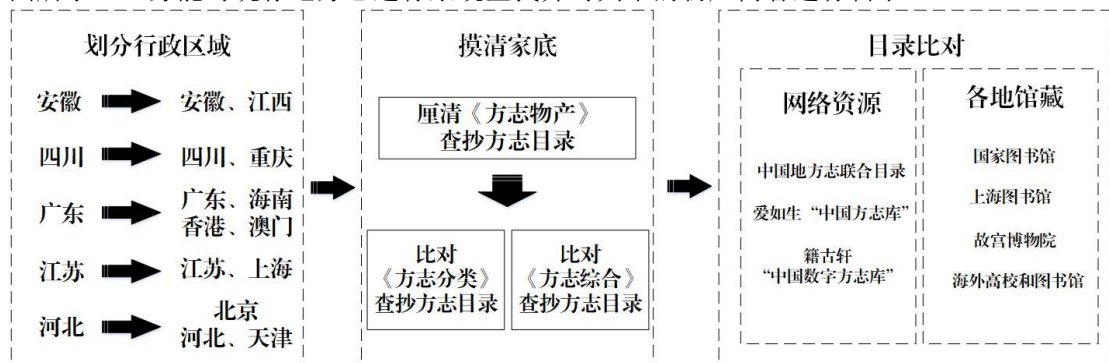 划分行政区域
安徽
安徽、江西
四川
四川、重庆
广东
广东、海南
香港、澳门
江苏
江苏、上海
河北
北京
河北、天津
摸清家底
厘清《方志物产》
查抄方志目录
比对
《方志分类》
查抄方志目录
比对
《方志综合》
查抄方志目录
目录比对
网络资源
中国地方志联合目录
爱如生“中国方志库”
籍古轩
“中国数字方志库”
各地馆藏
国家图书馆
上海图书馆
故宫博物院
海外高校和图书馆